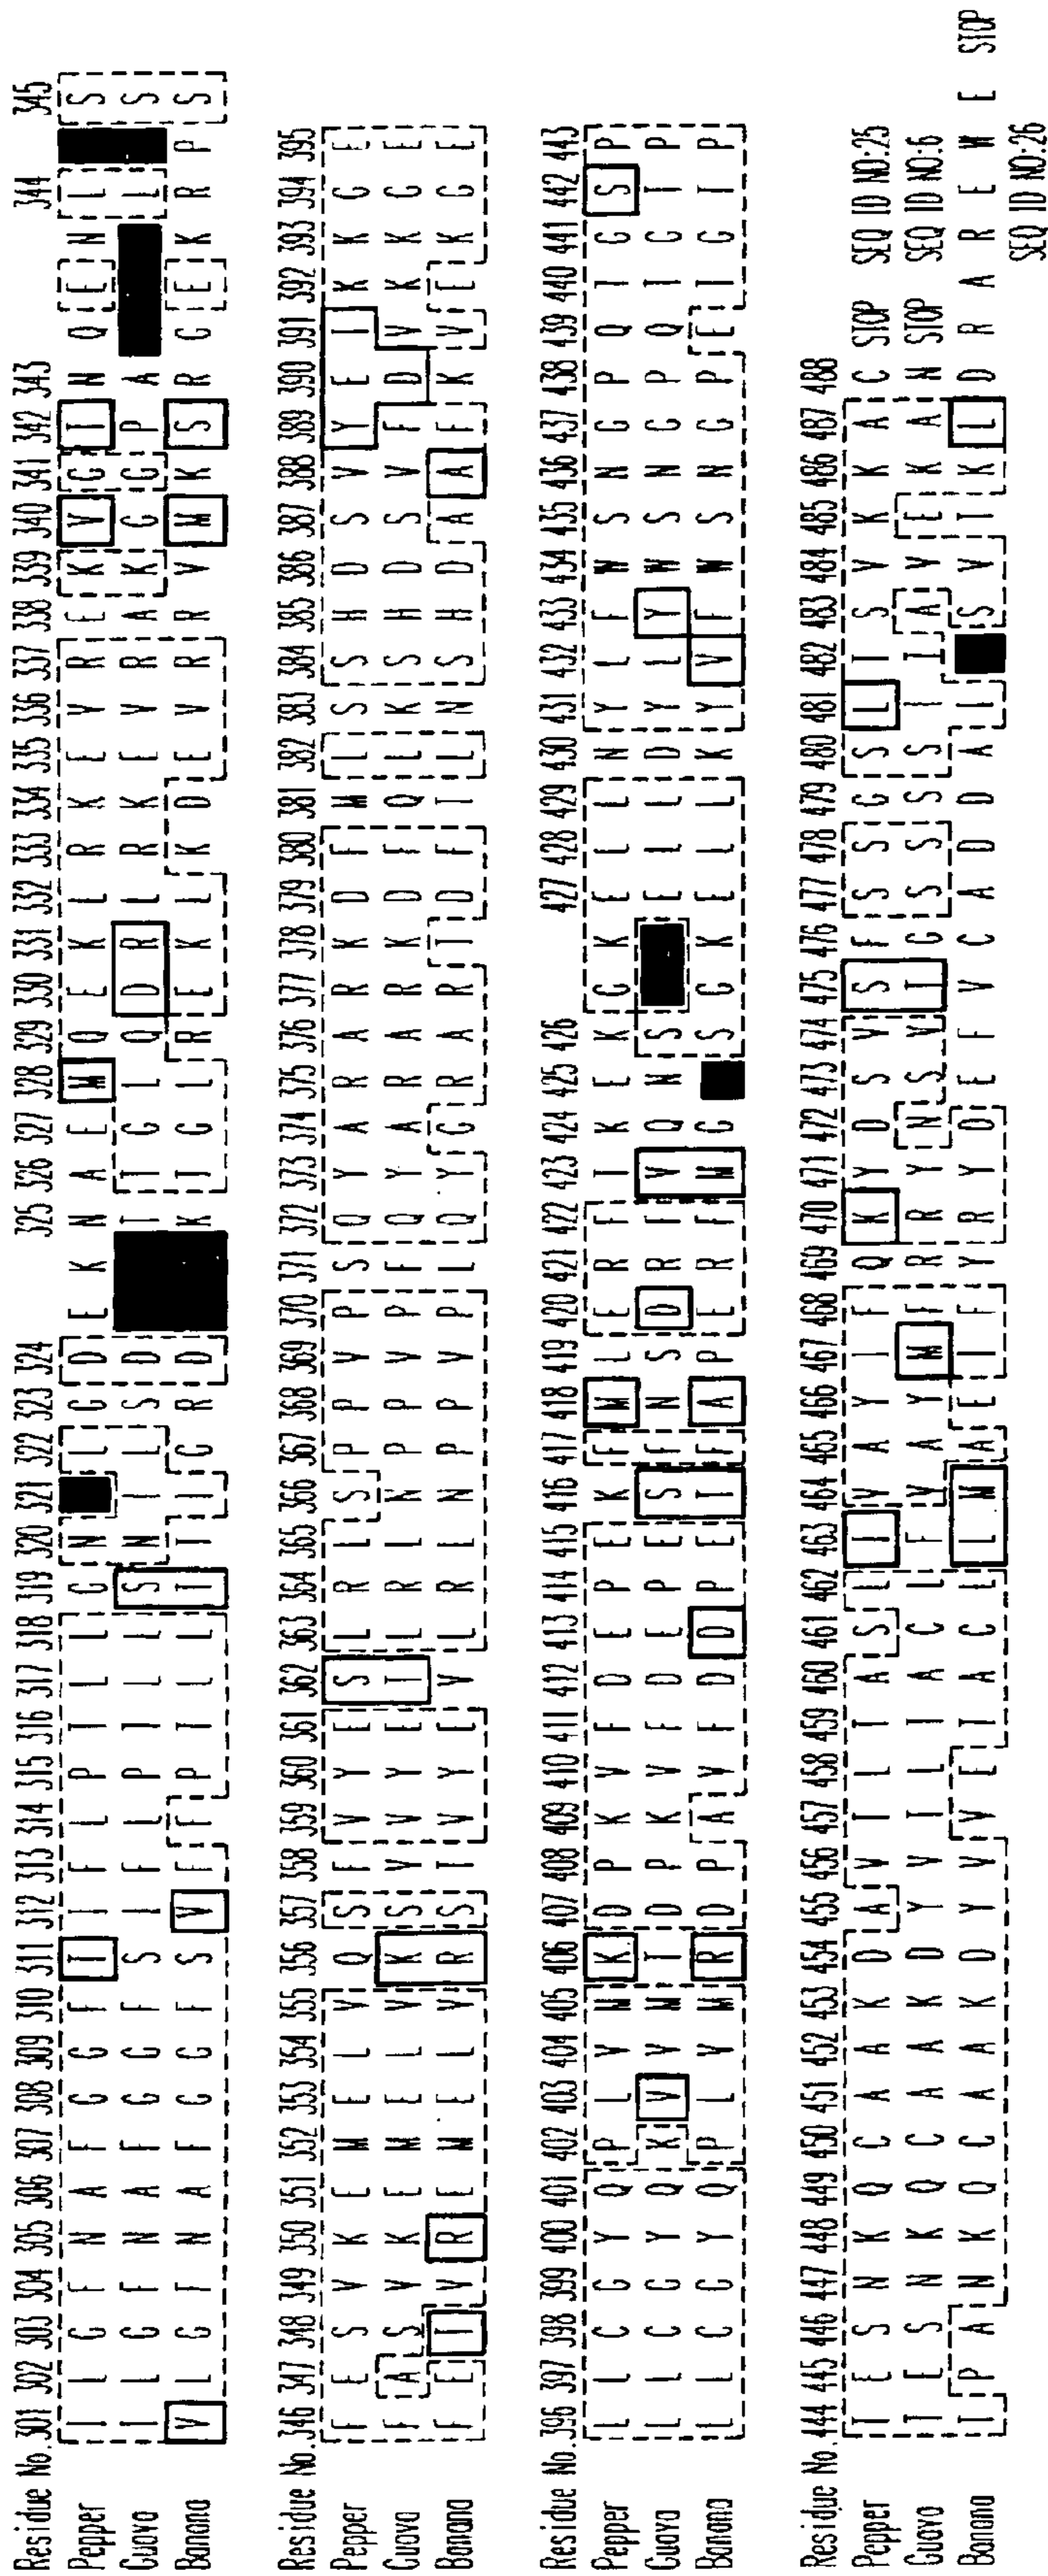 Residue No. 301 302 303 304 305 306 307 308 309 310 311 312 313 314 315 316 317 318 319 320 321 322 323 324 325 326 327 328 329 330 331 332 333 334 335 336 337 338 339 340 341 342 343 344 345
Pepper I L G F N A F G G F T I F L P T L L G N L G D E K N A E M Q E K L R K E V R E K V G T N Q E N L S
Guava I L G F N A F G G F S I F L P T L L S N I L S D T T G L Q D R L R K E V R A K G G P A L S
Banana V L G F N A F G G F S V F F P T L L T T I G R D K T G L R E K L K D E V R R V M K S R G E K R P S
Residue No. 346 347 348 349 350 351 352 353 354 355 356 357 358 359 360 361 362 363 364 365 366 367 368 369 370 371 372 373 374 375 376 377 378 379 380 381 382 383 384 385 386 387 388 389 390 391 392 393 394 395
Pepper F E S V K E M E L V Q S F V Y E S L R L S P P V P S Q Y A R A R K D F M L S S H D S V Y E I K K G E
Guava F A S V K E M E L V K S V V Y E T L R L N P P V P F Q Y A R A R K D F Q L K S H D S V F D V K K G E
Banana F E T V R E M E L V R S T V Y E V L R L N P P V P L Q Y G R A R T D F T L N S H D A A F K V E K G E
Residue No. 396 397 398 399 400 401 402 403 404 405 406 407 408 409 410 411 412 413 414 415 416 417 418 419 420 421 422 423 424 425 426 427 428 429 430 431 432 433 434 435 436 437 438 439 440 441 442 443
Pepper L L C G Y Q P L V M K D P K V F D E P E K F M L E R F T K E K G K E L L N Y L F W S N G P Q T G S P
Guava L L C G Y Q K V V M T D P K V F D E P E S F N S D R F V Q N S E L L D Y L Y W S N G P Q T G T P
Banana L L C G Y Q P L V M R D P A V F D D P E T F A P E R F M G S G K E L L K Y V F W S N G P E T G T P
Residue No. 444 445 446 447 448 449 450 451 452 453 454 455 456 457 458 459 460 461 462 463 464 465 466 467 468 469 470 471 472 473 474 475 476 477 478 479 480 481 482 483 484 485 486 487 488
Pepper T E S N K Q C A A K D A V T L T A S L I V A Y I F Q K Y D S V S F S S G S L T S V K K A C STOP SEQ ID NO:25
Guava T E S N K Q C A A K D Y V T L T A C L F V A Y M F R R Y N S V T G S S S S I T A V E K A N STOP SEQ ID NO:6
Banana T P A N K Q C A A K D Y V V F T A C L L M A E I F Y R Y D E F V C A D D A I S V T K L D R A R E W E STOP
SEQ ID NO:26